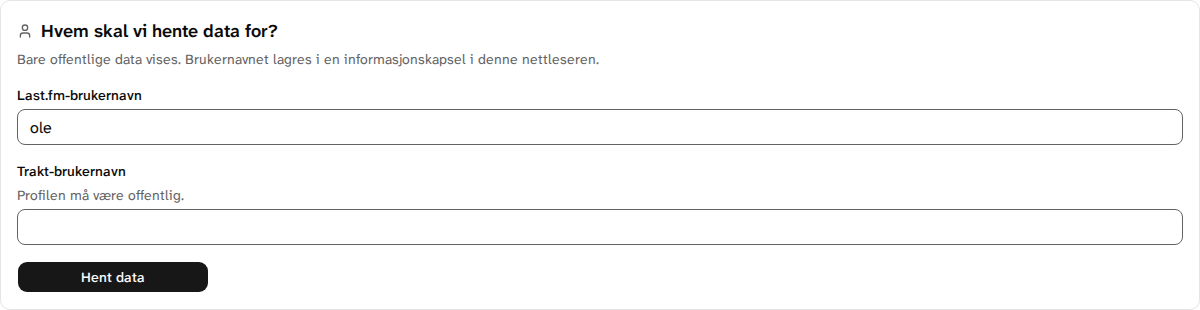 Hvem skal vi hente data for?
Bare offentlige data vises. Brukernavnet lagres i en informasjonskapsel i denne nettleseren.
Last.fm-brukernavn
ole
Trakt-brukernavn
Profilen må være offentlig.
Hent data